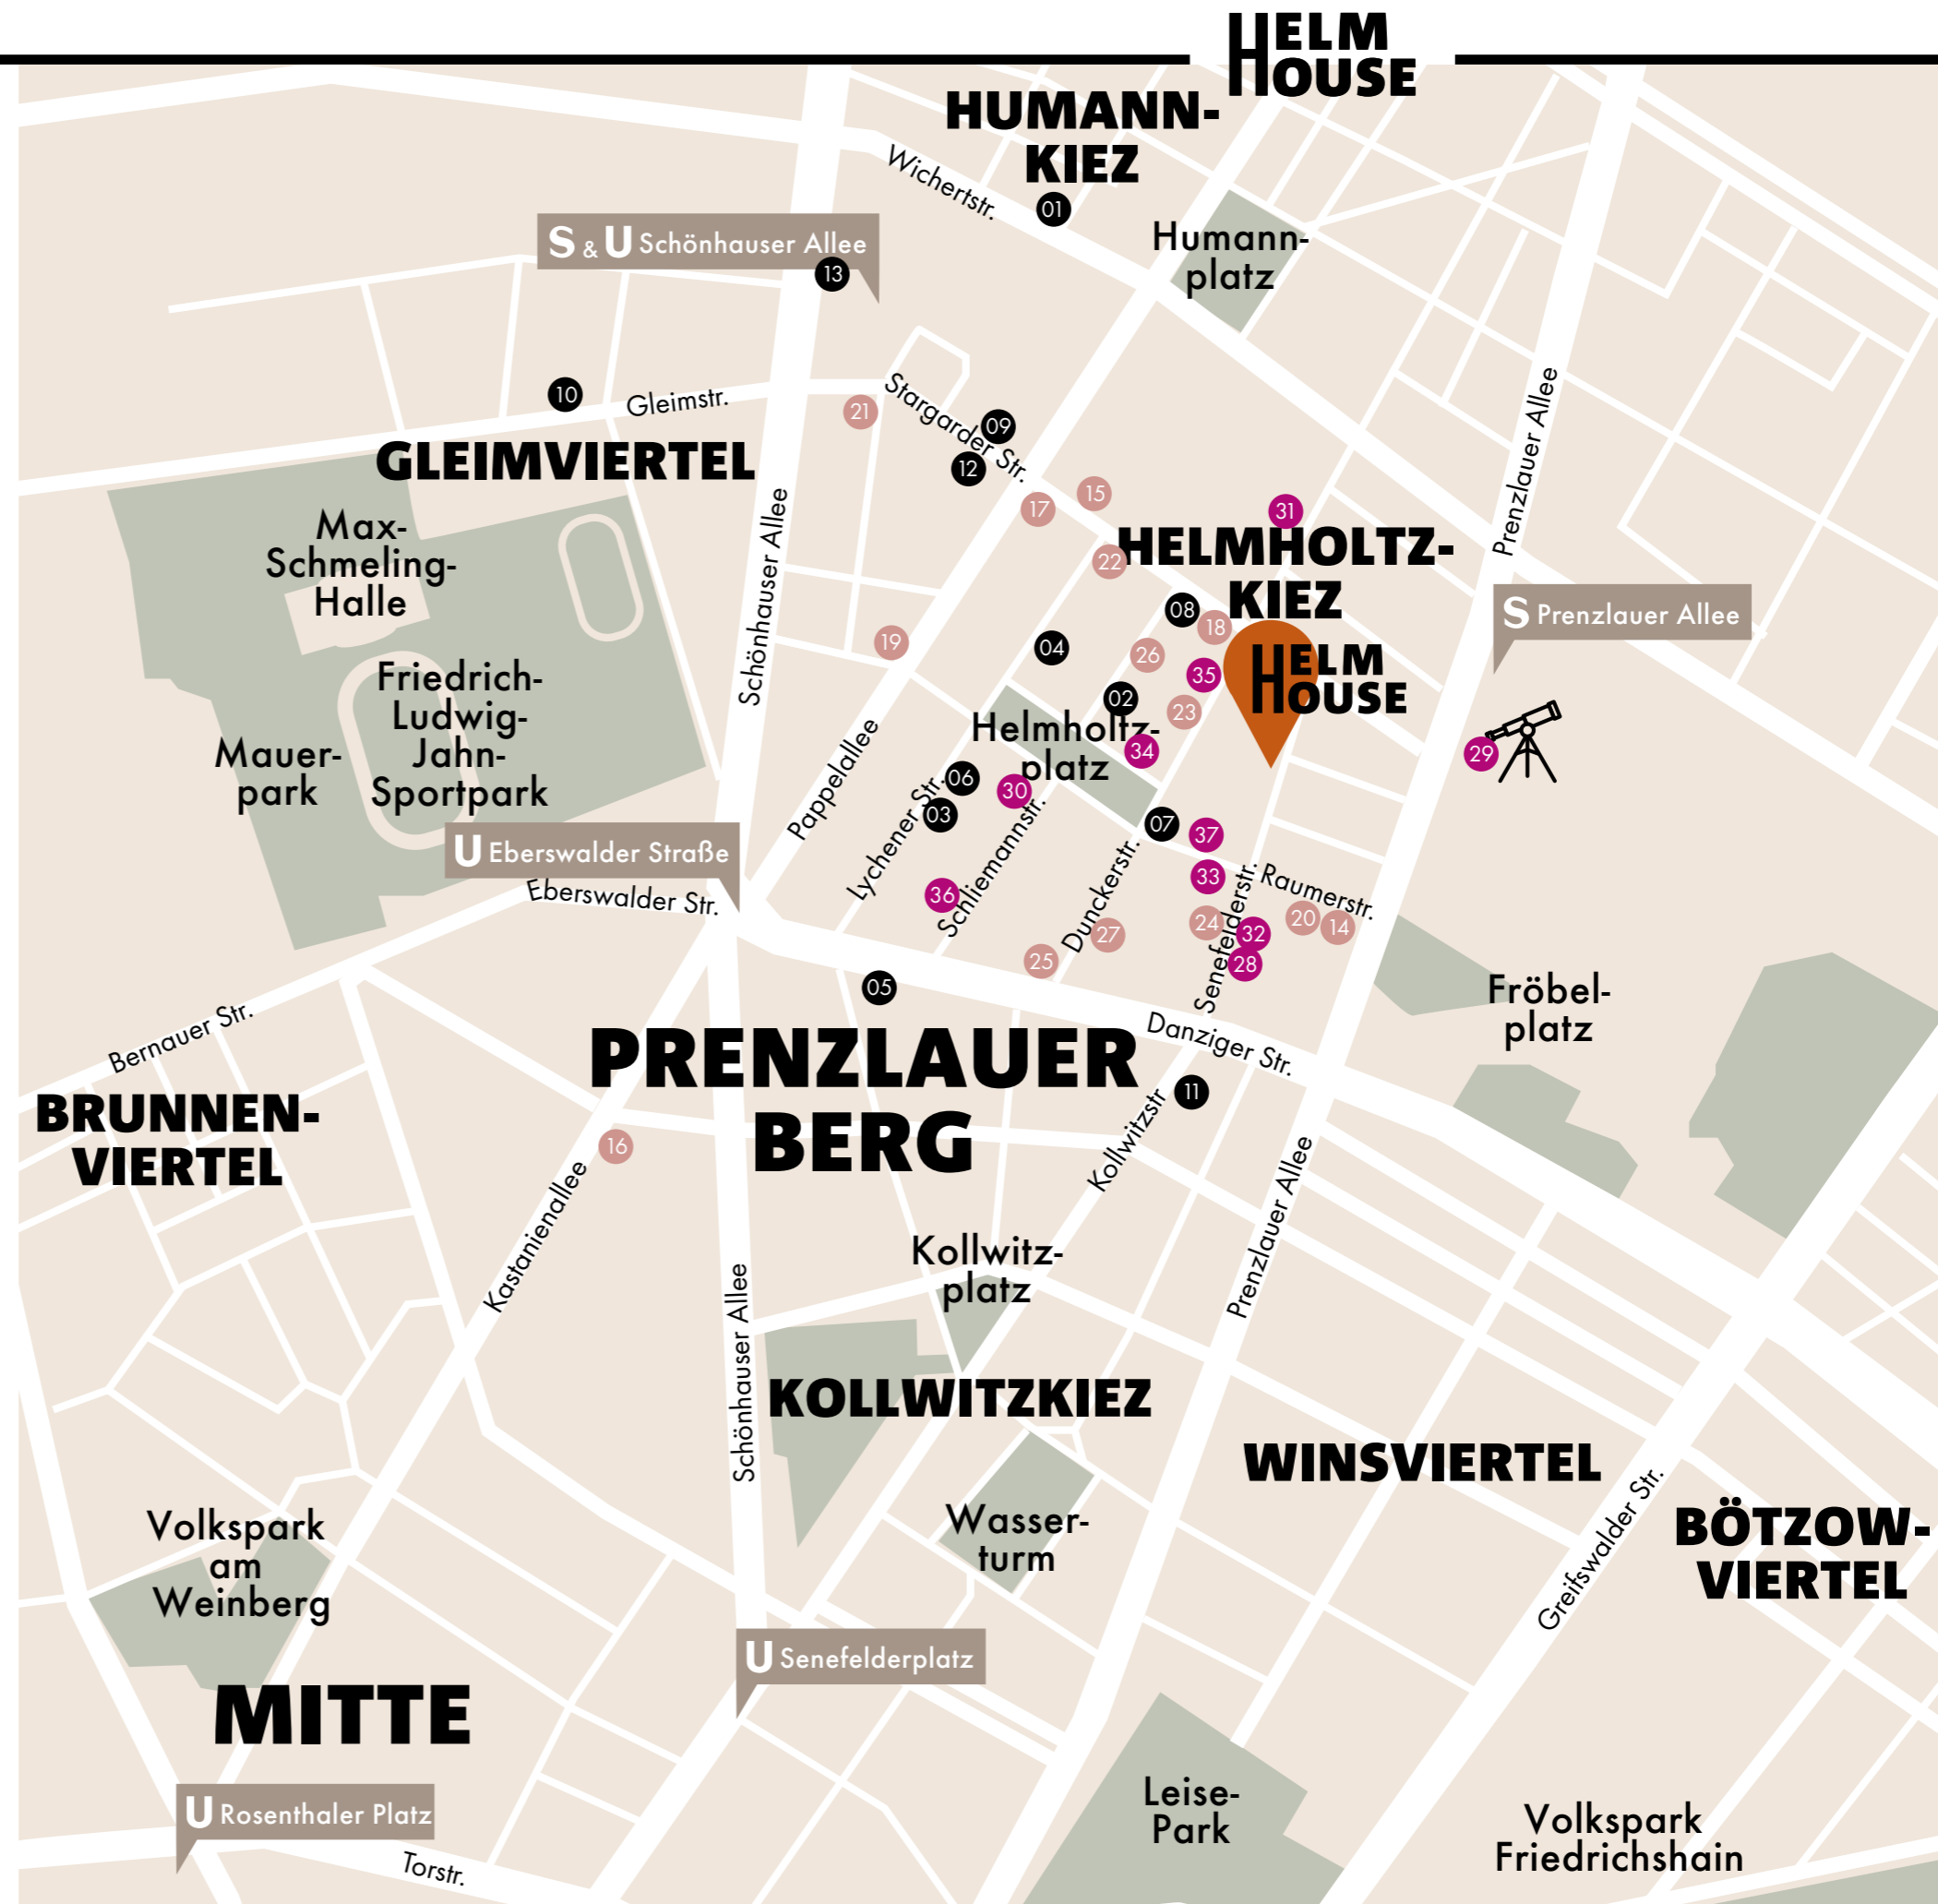 HELM
HOUSE
HUMANN-
KIEZ
Wichertstr.
01
S & U Schönhauser Allee
13
Humann-
platz
10
Gleimstr.
21
Stargarder Str.
09
12
GLEIMVIERTEL
Prenzlauer Allee
17
15
31
Max-
Schmeling-
Halle
Schönhauser Allee
22
HELMHOLTZ-
KIEZ
08
18
S Prenzlauer Allee
19
04
26
35
HELM
HOUSE
Friedrich-
Ludwig-
Jahn-
Sportpark
Mauer-
park
02
23
Helmholtz-
platz
34
29
Pappelallee
Lychener Str.
06
03
30
Schliemannstr.
07
37
U Eberswalder Straße
Eberswalder Str.
36
Dunckerstr.
33
Senefelderstr.
Raumerstr.
24
32
20
14
27
25
28
05
Fröbel-
platz
Bernauer Str.
Danziger Str.
PRENZLAUER
BERG
11
Kollwitzstr
BRUNNEN-
VIERTEL
16
Kastanienallee
Prenzlauer Allee
Kollwitz-
platz
Schönhauser Allee
KOLLWITZKIEZ
WINSVIERTEL
Greifswalder Str.
BÖTZOW-
VIERTEL
Volkspark
am
Weinberg
Wasser-
turm
U Senefelderplatz
MITTE
U Rosenthaler Platz
Torstr.
Leise-
Park
Volkspark
Friedrichshain